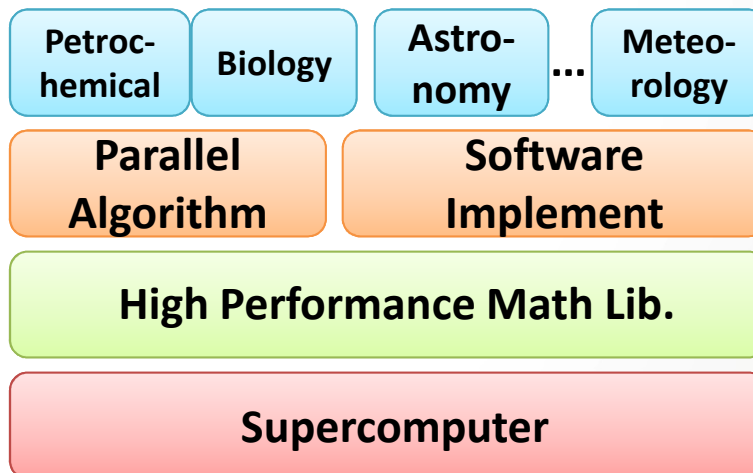 Petroc-
hemical
Biology
Astro-
nomy
...
Meteo-
rology
Parallel
Algorithm
Software
Implement
High Performance Math Lib.
Supercomputer